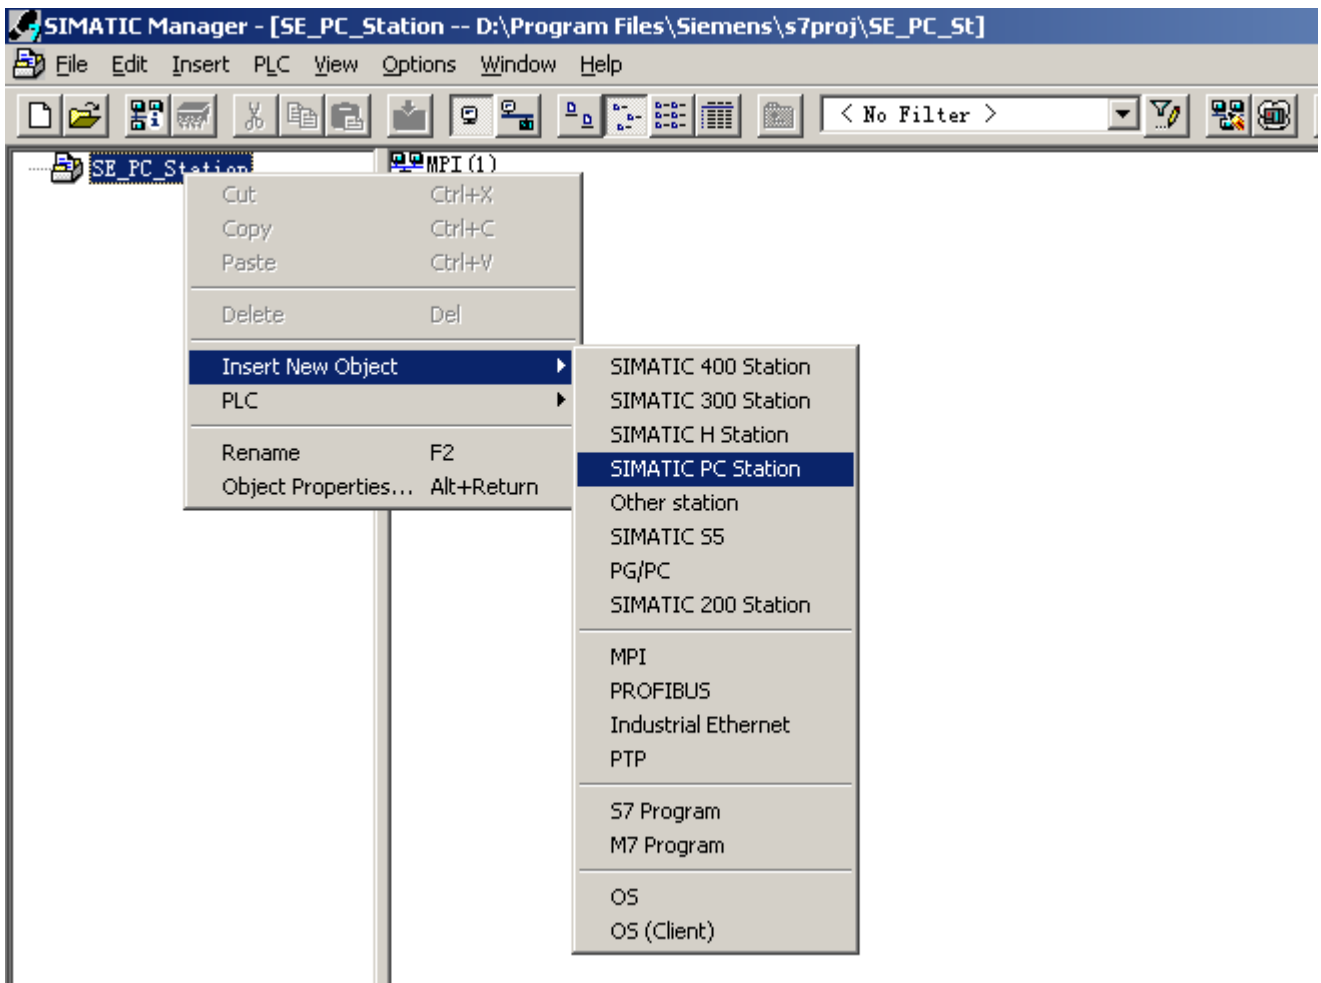 SIMATIC Manager - [SE_PC_Station -- D:\Program Files\Siemens\s7proj\SE_PC_St]
File Edit Insert PLC View Options Window Help
< No Filter >
SE_PC_Station
MPI(1)
Cut Ctrl+X
Copy Ctrl+C
Paste Ctrl+V
Delete Del
Insert New Object
PLC
Rename F2
Object Properties... Alt+Return
SIMATIC 400 Station
SIMATIC 300 Station
SIMATIC H Station
SIMATIC PC Station
Other station
SIMATIC S5
PG/PC
SIMATIC 200 Station
MPI
PROFIBUS
Industrial Ethernet
PTP
S7 Program
M7 Program
OS
OS (Client)